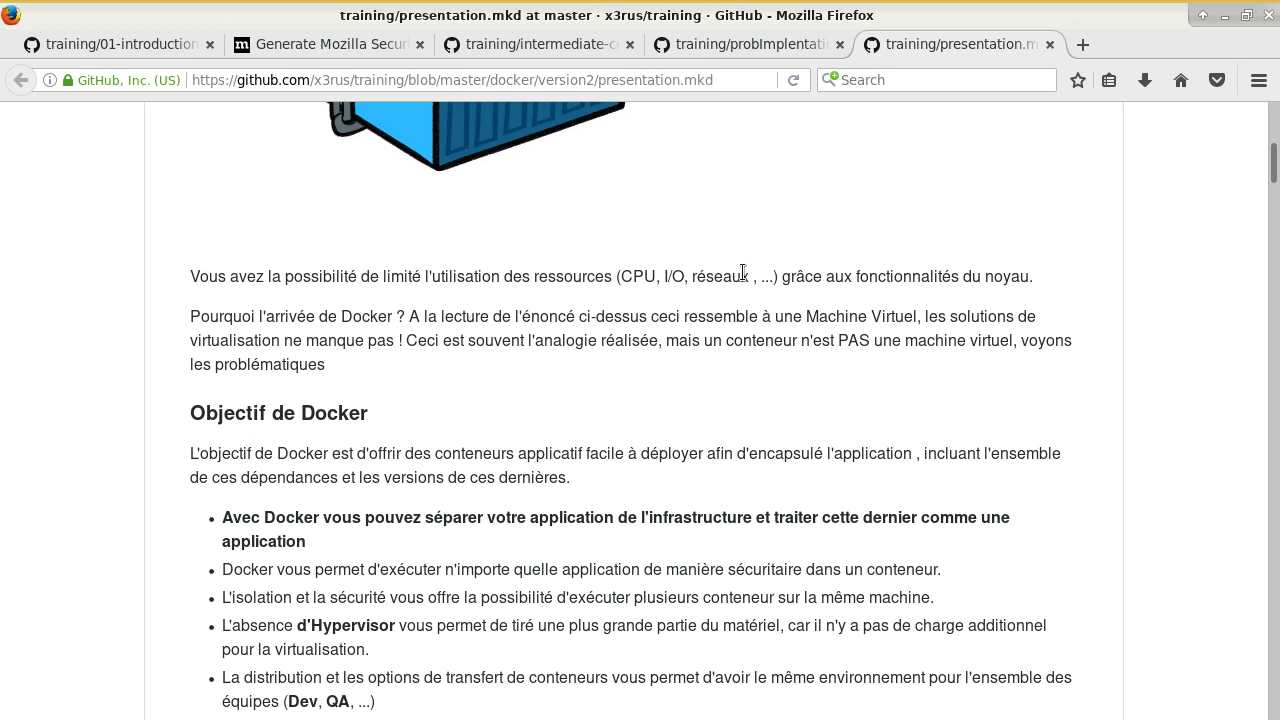 training/presentation.mkd at master · x3rus/training · GitHub - Mozilla Firefox
training/01-introduction
Generate Mozilla Secur
training/intermediate-c
training/probImplentati
training/presentation.m
GitHub, Inc. (US)
https://github.com/x3rus/training/blob/master/docker/version2/presentation.mkd
Search
Vous avez la possibilité de limité l'utilisation des ressources (CPU, I/O, réseaux , ...) grâce aux fonctionnalités du noyau.
Pourquoi l'arrivée de Docker ? A la lecture de l'énoncé ci-dessus ceci ressemble à une Machine Virtuel, les solutions de
virtualisation ne manque pas ! Ceci est souvent l'analogie réalisée, mais un conteneur n'est PAS une machine virtuel, voyons
les problématiques
Objectif de Docker
L'objectif de Docker est d'offrir des conteneurs applicatif facile à déployer afin d'encapsulé l'application , incluant l'ensemble
de ces dépendances et les versions de ces dernières.
• Avec Docker vous pouvez séparer votre application de l'infrastructure et traiter cette dernier comme une
application
• Docker vous permet d'exécuter n'importe quelle application de manière sécuritaire dans un conteneur.
• L'isolation et la sécurité vous offre la possibilité d'exécuter plusieurs conteneur sur la même machine.
• L'absence d'Hypervisor vous permet de tiré une plus grande partie du matériel, car il n'y a pas de charge additionnel
pour la virtualisation.
• La distribution et les options de transfert de conteneurs vous permet d'avoir le même environnement pour l'ensemble des
équipes (Dev, QA, ...)